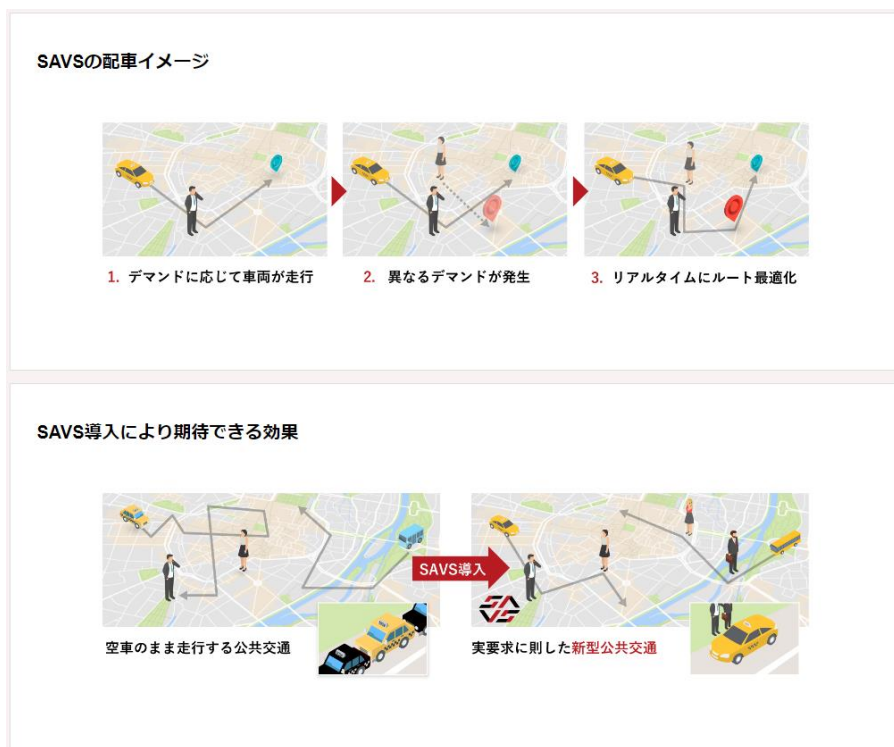 SAVSの配車イメージ
1. デマンドに応じて車両が走行
2. 異なるデマンドが発生
3. リアルタイムにルート最適化
SAVS導入により期待できる効果
SAVS導入
空車のまま走行する公共交通
実要求に則した新型公共交通